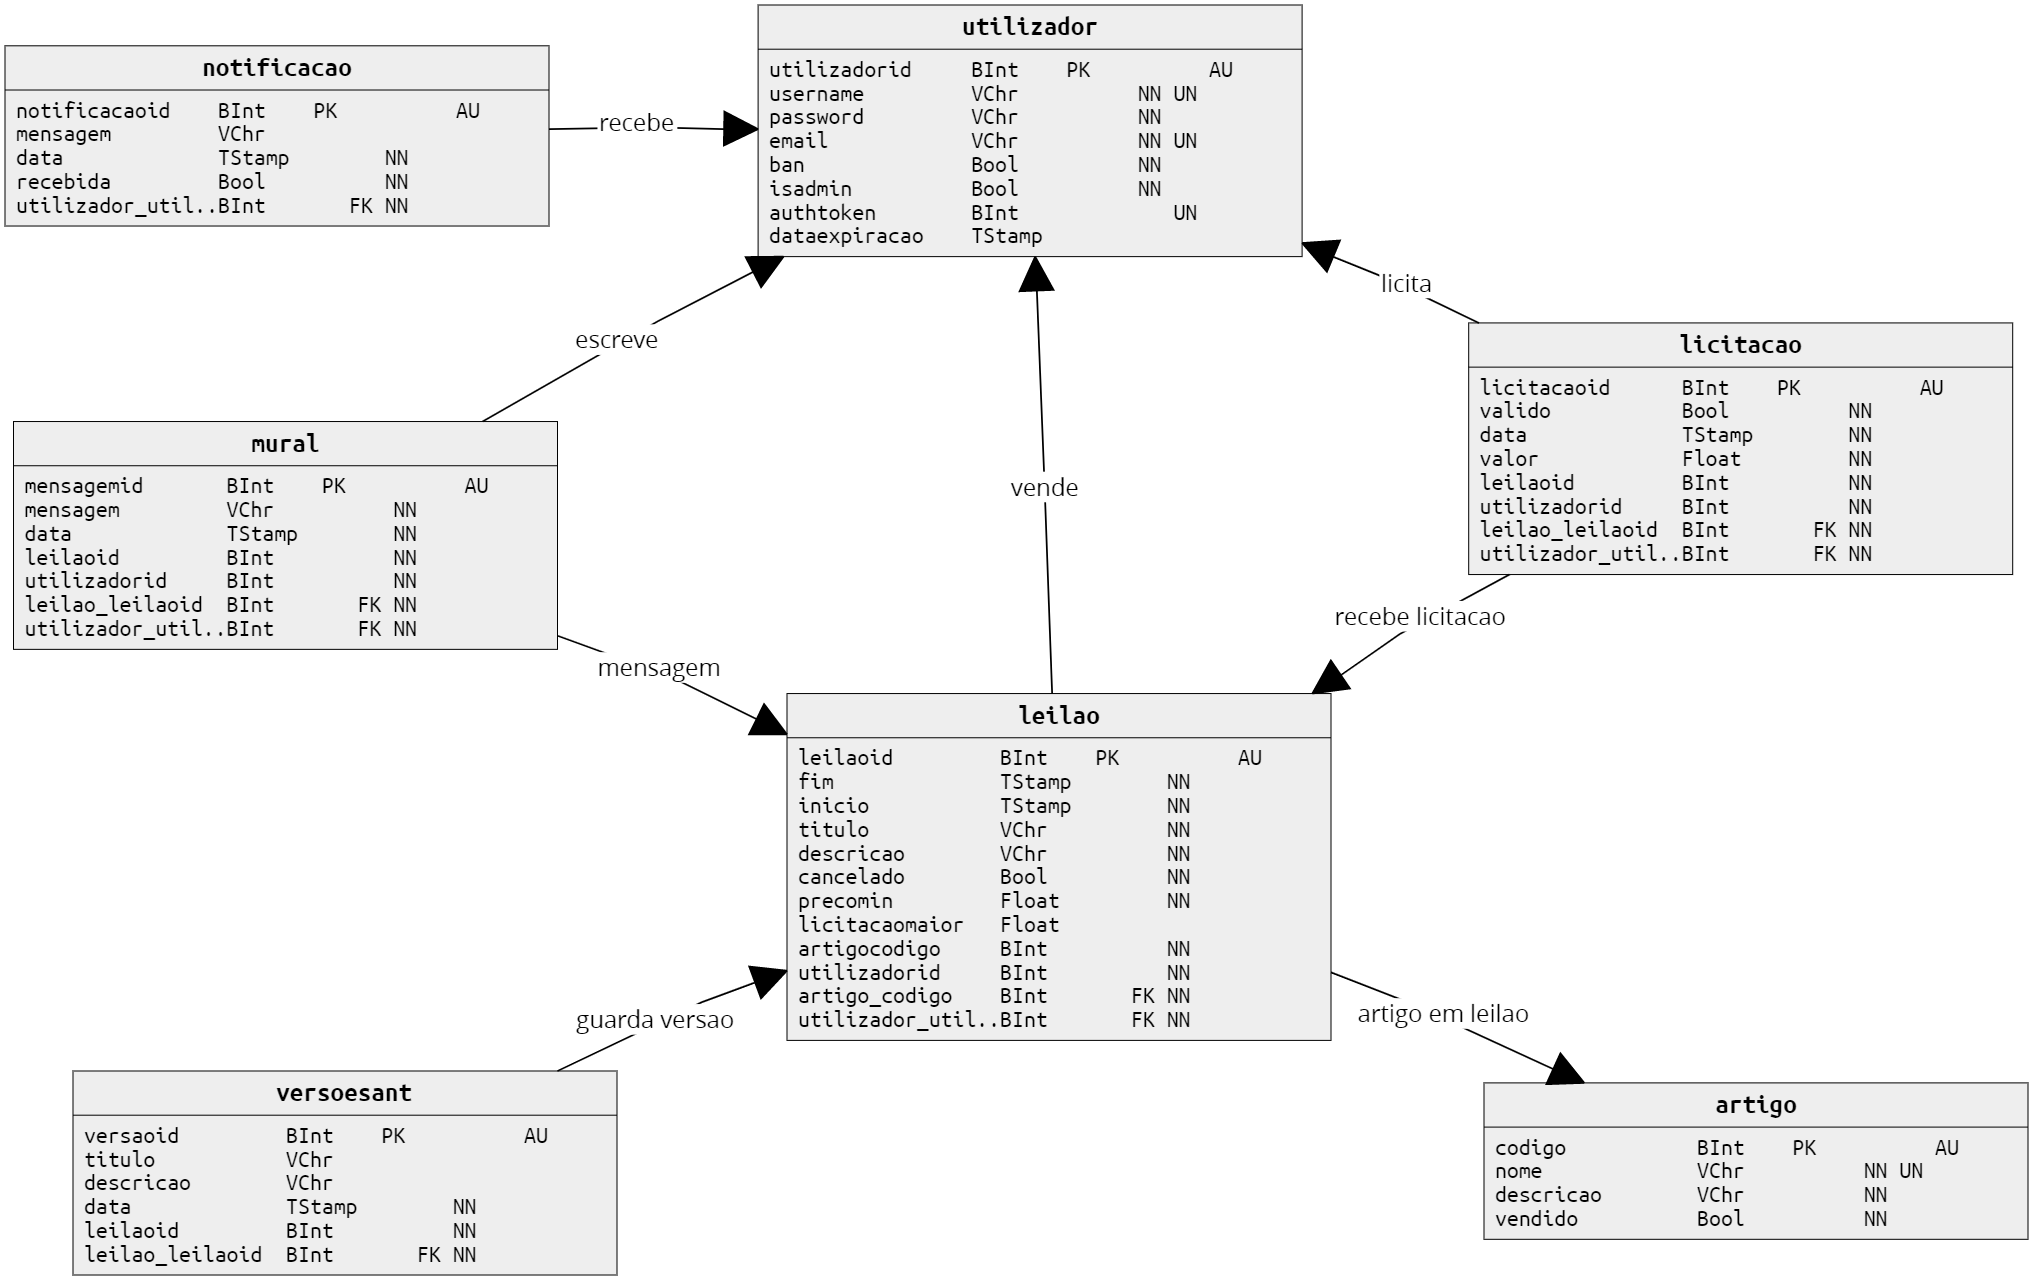 utilizador
utilizadorid BInt PK AU
username VChr NN UN
password VChr NN
email VChr NN UN
ban Bool NN
isadmin Bool NN
authtoken BInt UN
dataexpiracao TStamp
notificacao
notificacaoid BInt PK AU
mensagem VChr
data TStamp NN
recebida Bool NN
utilizador_util..BInt FK NN
recebe
licita
escreve
vende
licitacao
licitacaoid BInt PK AU
valido Bool NN
data TStamp NN
valor Float NN
leilaoid BInt NN
utilizadorid BInt NN
leilao_leilaoid BInt FK NN
utilizador_util..BInt FK NN
mural
mensagemid BInt PK AU
mensagem VChr NN
data TStamp NN
leilaoid BInt NN
utilizadorid BInt NN
leilao_leilaoid BInt FK NN
utilizador_util..BInt FK NN
recebe licitacao
mensagem
leilao
leilaoid BInt PK AU
fim TStamp NN
inicio TStamp NN
titulo VChr NN
descricao VChr NN
cancelado Bool NN
precomin Float NN
licitacaomaior Float
artigocodigo BInt NN
utilizadorid BInt NN
artigo_codigo BInt FK NN
utilizador_util..BInt FK NN
guarda versao
artigo em leilao
versoesant
versaoid BInt PK AU
titulo VChr
descricao VChr
data TStamp NN
leilaoid BInt NN
leilao_leilaoid BInt FK NN
artigo
codigo BInt PK AU
nome VChr NN UN
descricao VChr NN
vendido Bool NN